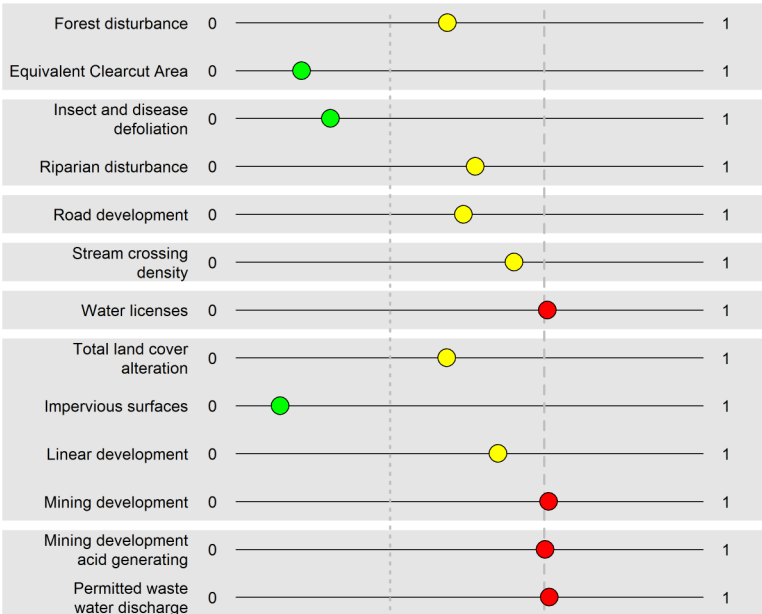 Forest disturbance 0 1
Equivalent Clearcut Area 0 1
Insect and disease
defoliation 0 1
Riparian disturbance 0 1
Road development 0 1
Stream crossing
density 0 1
Water licenses 0 1
Total land cover
alteration 0 1
Impervious surfaces 0 1
Linear development 0 1
Mining development 0 1
Mining development
acid generating 0 1
Permitted waste
water discharge 0 1